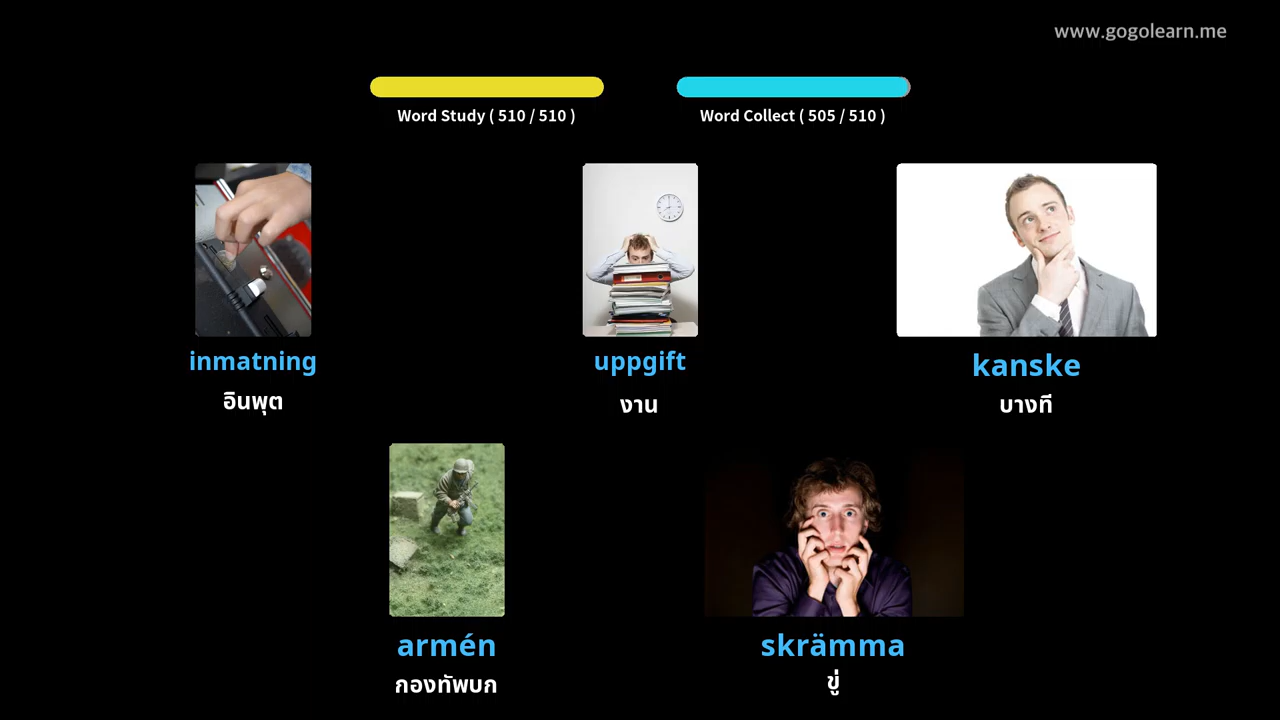 www.gogolearn.me
Word Study ( 510 / 510 )
Word Collect ( 505 / 510 )
inmatning
อินพุต
uppgift
งาน
kanske
บางที
armén
กองทัพบก
skrämma
ขู่